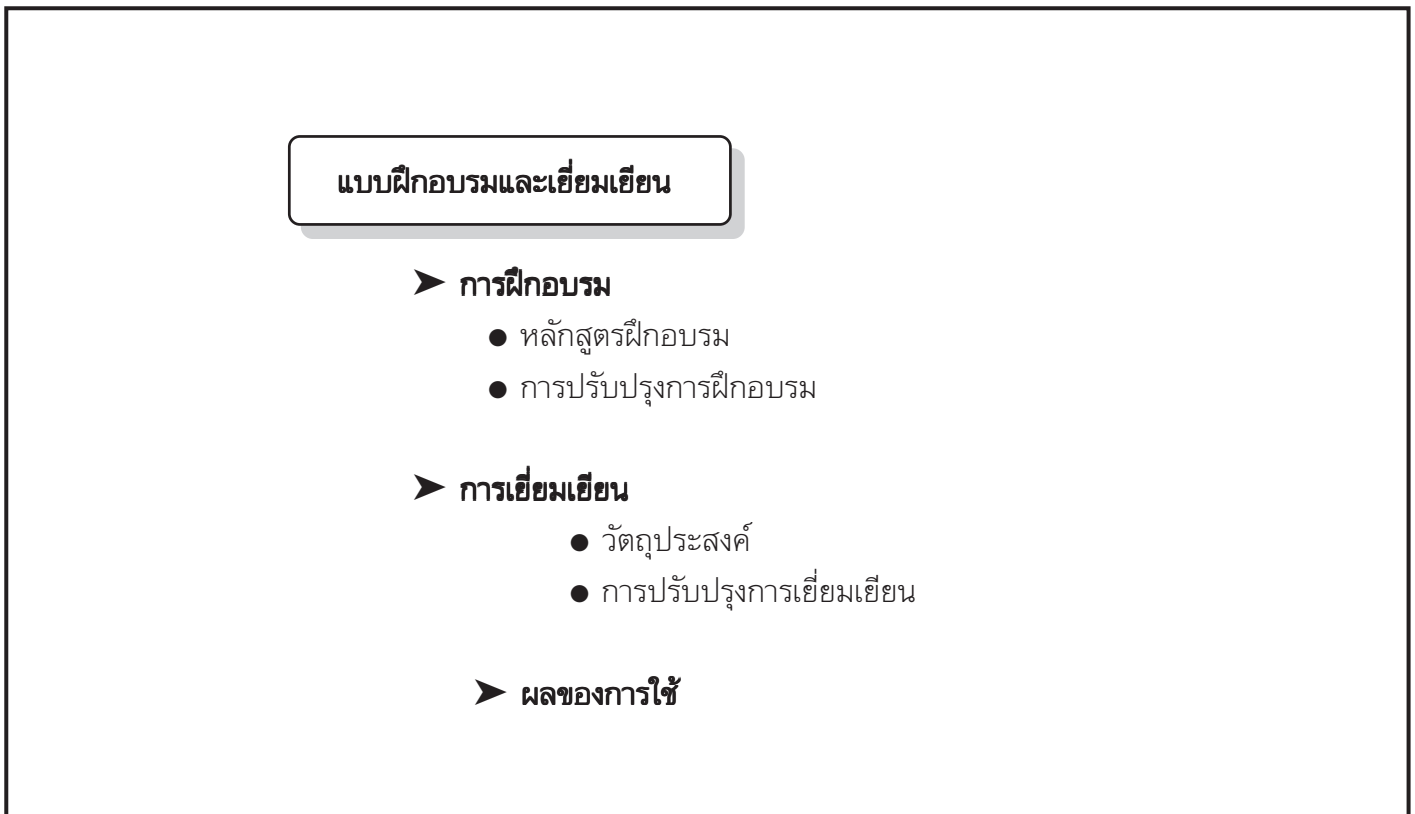 แบบฝึกอบรมและเยี่ยมเยียน
➤ การฝึกอบรม
● หลักสูตรฝึกอบรม
● การปรับปรุงการฝึกอบรม
➤ การเยี่ยมเยียน
● วัตถุประสงค์
● การปรับปรุงการเยี่ยมเยียน
➤ ผลของการใช้